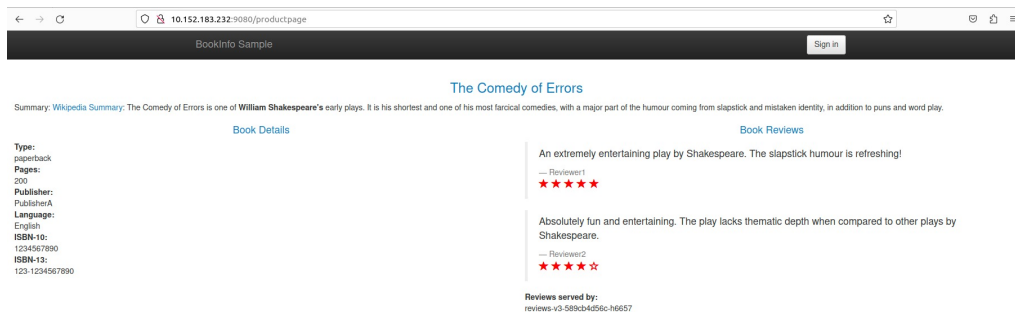 10.152.183.232:9080/productpage
BookInfo Sample
Sign in
The Comedy of Errors
Summary: Wikipedia Summary: The Comedy of Errors is one of William Shakespeare's early plays. It is his shortest and one of his most farcical comedies, with a major part of the humour coming from slapstick and mistaken identity, in addition to puns and word play.
Book Details
Type:
paperback
Pages:
200
Publisher:
PublisherA
Language:
English
ISBN-10:
1234567890
ISBN-13:
123-1234567890
Book Reviews
An extremely entertaining play by Shakespeare. The slapstick humour is refreshing!
— Reviewer1
Absolutely fun and entertaining. The play lacks thematic depth when compared to other plays by
Shakespeare.
— Reviewer2
Reviews served by:
reviews-v3-589cb4d56c-h6657